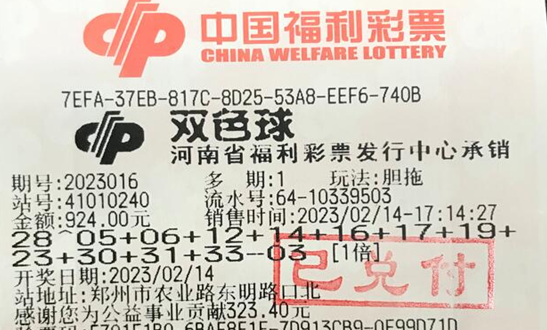 中国福利彩票
CHINA WELFARE LOTTERY
7EFA-37EB-817C-8D25-53A8-EEF6-740B
双色球
河南省福利彩票发行中心承销
期号:2023016 多期:1 玩法:胆拖
站号:41010240 流水号:64-10339503
金额:924.00元 销售时间:2023/02/14-17:14:27
28^05+06+12+14+16+17+19+
23+30+31+33--03 [1倍]
开奖日期:2023/02/14
已兑付
站点地址:郑州市农业路东明路口北
感谢您为公益事业贡献323.40元